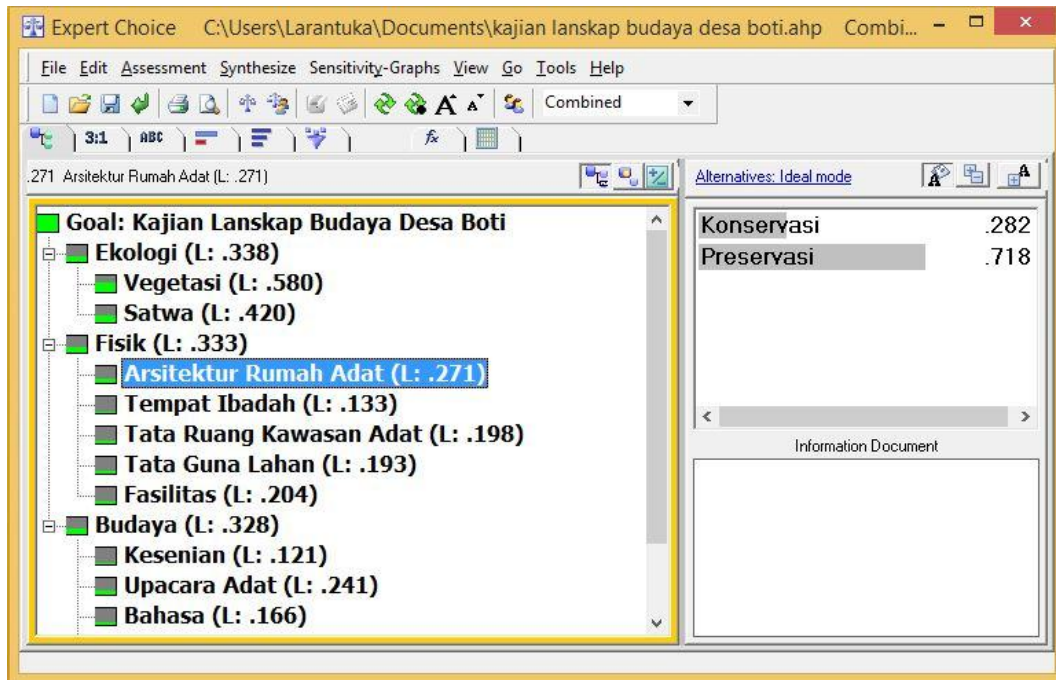 Expert Choice C:\Users\Larantuka\Documents\kajian lanskap budaya desa boti.ahp Combi...
File Edit Assessment Synthesize Sensitivity-Graphs View Go Tools Help
A A Combined
3:1 ABC fx
.271 Arsitektur Rumah Adat (L: .271)
Alternatives: Ideal mode A A
Goal: Kajian Lanskap Budaya Desa Boti
Ekologi (L: .338)
Vegetasi (L: .580)
Satwa (L: .420)
Fisik (L: .333)
Arsitektur Rumah Adat (L: .271)
Tempat Ibadah (L: .133)
Tata Ruang Kawasan Adat (L: .198)
Tata Guna Lahan (L: .193)
Fasilitas (L: .204)
Budaya (L: .328)
Kesenian (L: .121)
Upacara Adat (L: .241)
Bahasa (L: .166)
Konservasi .282
Preservasi .718
Information Document